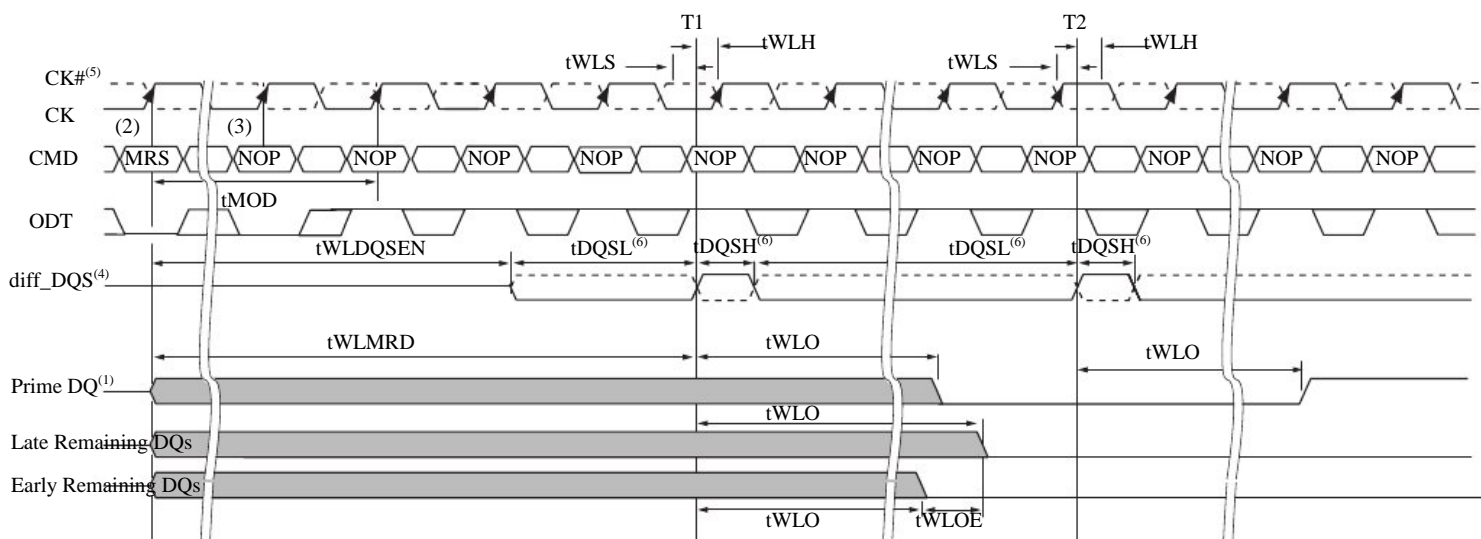 T1 T2
tWLH tWLH
tWLS tWLS
CK#(5)
CK
(2) (3)
CMD MRS NOP NOP NOP NOP NOP NOP NOP NOP NOP NOP NOP
tMOD
ODT
tWLDQSEN tDQSL(6) tDQSH(6) tDQSL(6) tDQSH(6)
diff_DQS(4)
tWLMRD tWLO
tWLO
Prime DQ(1)
tWLO
Late Remaining DQs
Early Remaining DQs
tWLO tWLOE